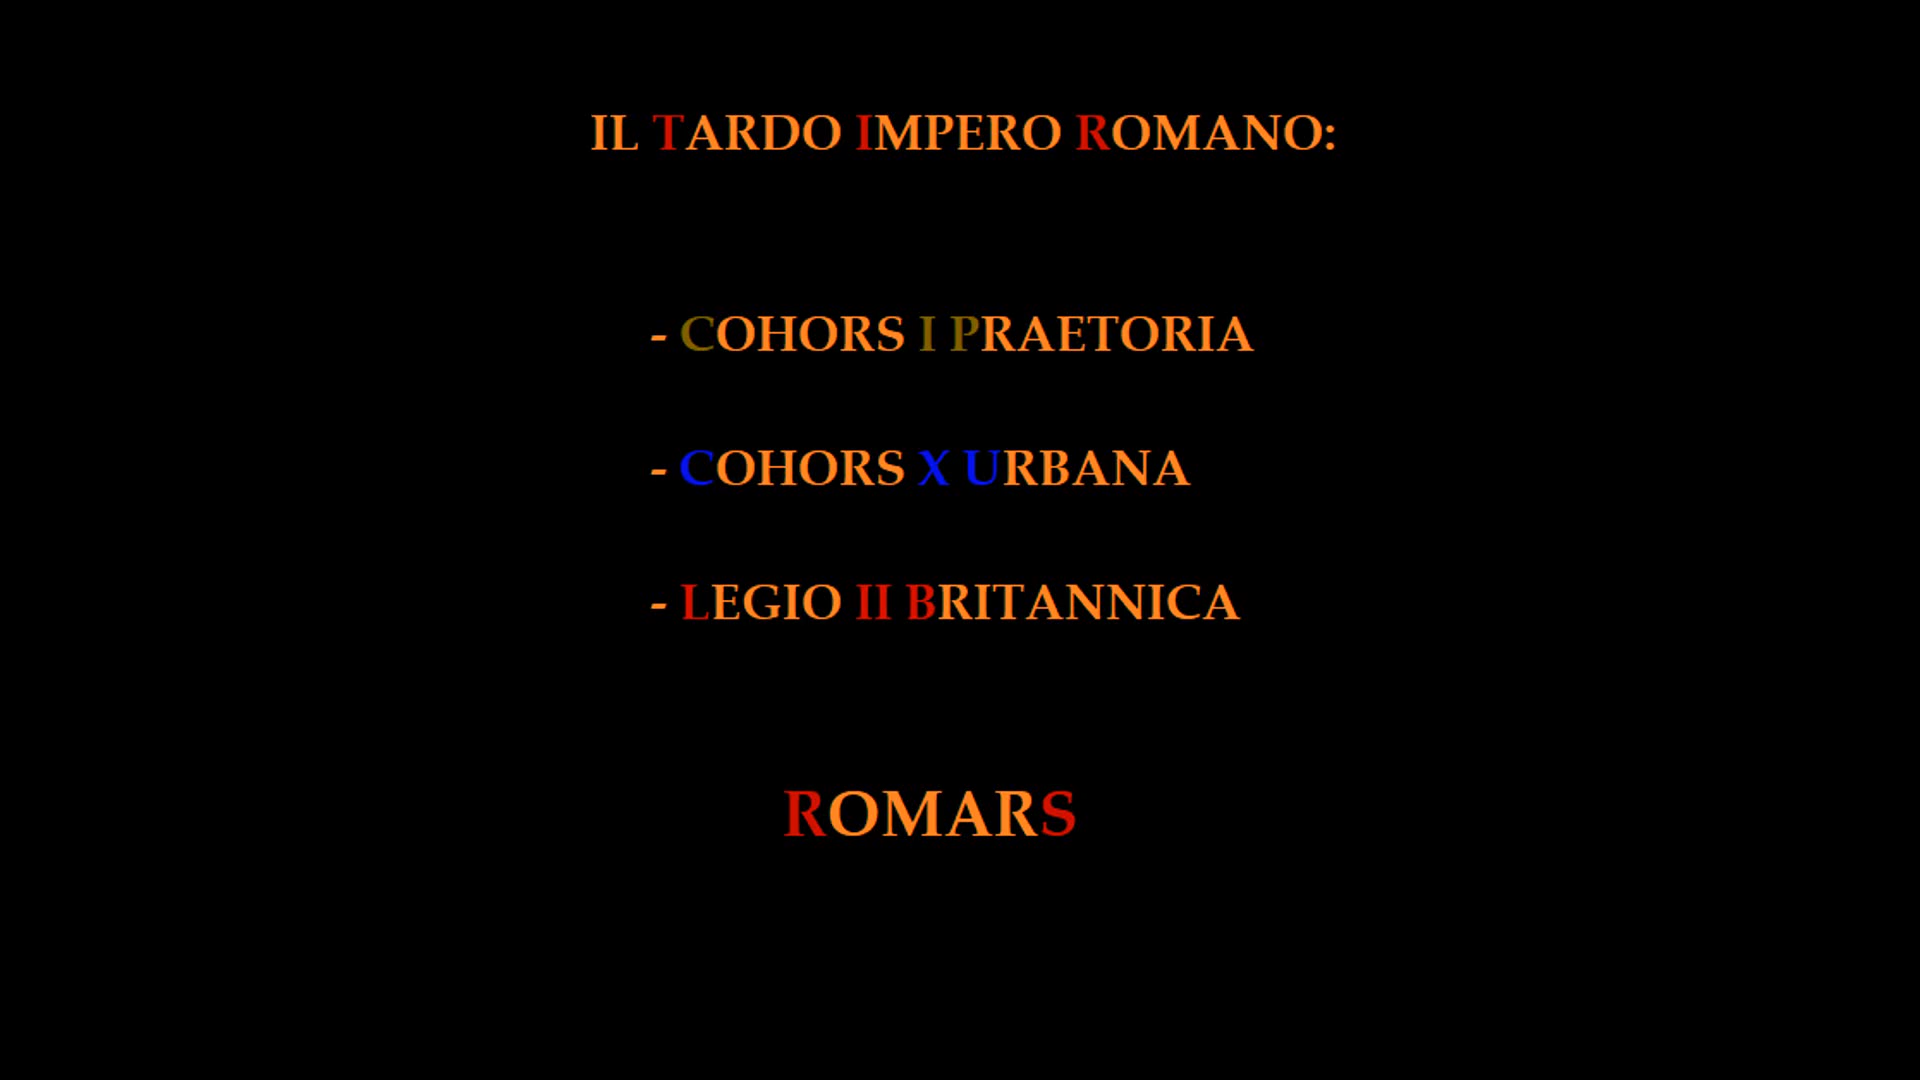 IL TARDO IMPERO ROMANO:
- COHORS I PRAETORIA
- COHORS X URBANA
- LEGIO II BRITANNICA
ROMARS